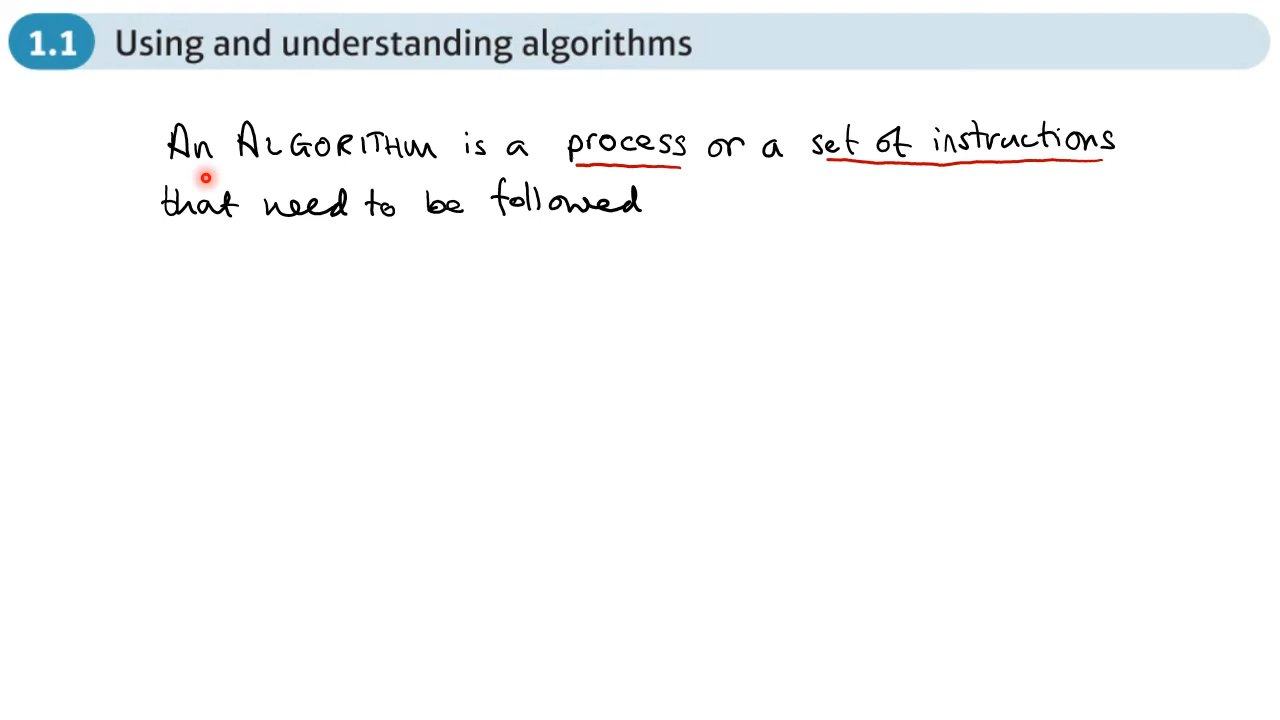 1.1 Using and understanding algorithms
An ALGORITHM is a process or a set of instructions
that need to be followed